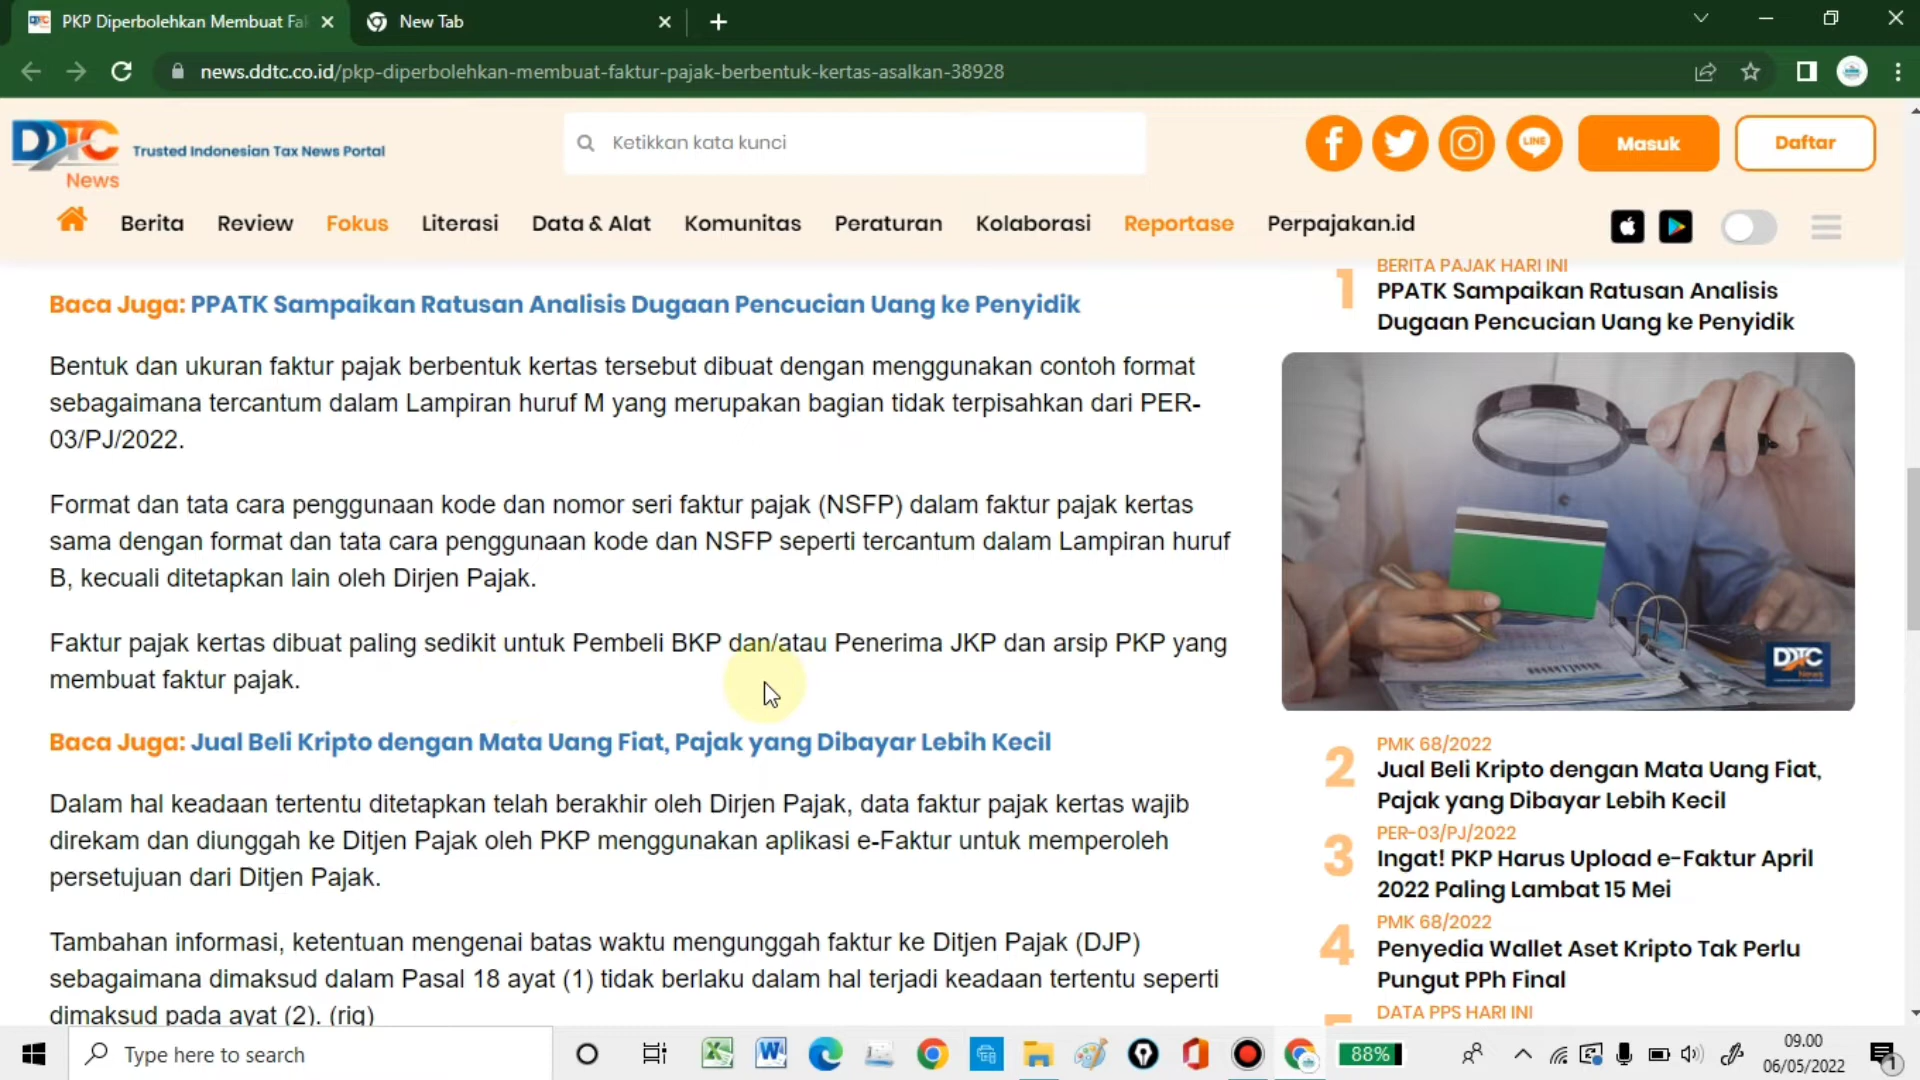 PKP Diperbolehkan Membuat Fa
New Tab
news.ddtc.co.id/pkp-diperbolehkan-membuat-faktur-pajak-berbentuk-kertas-asalkan-38928
DDTC
News
Trusted Indonesian Tax News Portal
Ketikkan kata kunci
LINE
Masuk
Daftar
Berita
Review
Fokus
Literasi
Data & Alat
Komunitas
Peraturan
Kolaborasi
Reportase
Perpajakan.id
Baca Juga: PPATK Sampaikan Ratusan Analisis Dugaan Pencucian Uang ke Penyidik
Bentuk dan ukuran faktur pajak berbentuk kertas tersebut dibuat dengan menggunakan contoh format
sebagaimana tercantum dalam Lampiran huruf M yang merupakan bagian tidak terpisahkan dari PER-
03/PJ/2022.
Format dan tata cara penggunaan kode dan nomor seri faktur pajak (NSFP) dalam faktur pajak kertas
sama dengan format dan tata cara penggunaan kode dan NSFP seperti tercantum dalam Lampiran huruf
B, kecuali ditetapkan lain oleh Dirjen Pajak.
Faktur pajak kertas dibuat paling sedikit untuk Pembeli BKP dan/atau Penerima JKP dan arsip PKP yang
membuat faktur pajak.
Baca Juga: Jual Beli Kripto dengan Mata Uang Fiat, Pajak yang Dibayar Lebih Kecil
Dalam hal keadaan tertentu ditetapkan telah berakhir oleh Dirjen Pajak, data faktur pajak kertas wajib
direkam dan diunggah ke Ditjen Pajak oleh PKP menggunakan aplikasi e-Faktur untuk memperoleh
persetujuan dari Ditjen Pajak.
Tambahan informasi, ketentuan mengenai batas waktu mengunggah faktur ke Ditjen Pajak (DJP)
sebagaimana dimaksud dalam Pasal 18 ayat (1) tidak berlaku dalam hal terjadi keadaan tertentu seperti
dimaksud pada ayat (2). (rig)
1
BERITA PAJAK HARI INI
PPATK Sampaikan Ratusan Analisis
Dugaan Pencucian Uang ke Penyidik
DDTC
News
2
PMK 68/2022
Jual Beli Kripto dengan Mata Uang Fiat,
Pajak yang Dibayar Lebih Kecil
3
PER-03/PJ/2022
Ingat! PKP Harus Upload e-Faktur April
2022 Paling Lambat 15 Mei
4
PMK 68/2022
Penyedia Wallet Aset Kripto Tak Perlu
Pungut PPh Final
DATA PPS HARI INI
Type here to search
88%
09.00
06/05/2022
1